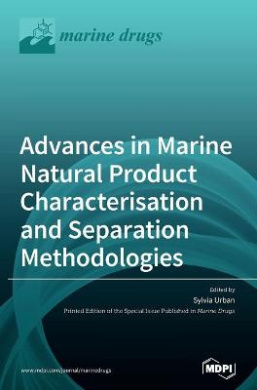 marine drugs
Advances in Marine
Natural Product
Characterisation
and Separation
Methodologies
Edited by
Sylvia Urban
Printed Edition of the Special Issue Published in Marine Drugs
www.mdpi.com/journal/marinedrugs
MDPI